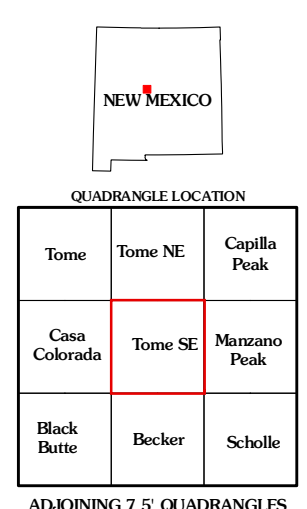 NEW MEXICO
QUADRANGLE LOCATION
Tome
Tome NE
Capilla
Peak
Casa
Colorada
Tome SE
Manzano
Peak
Black
Butte
Becker
Scholle
ADJOINING 7.5' QUADRANGLES